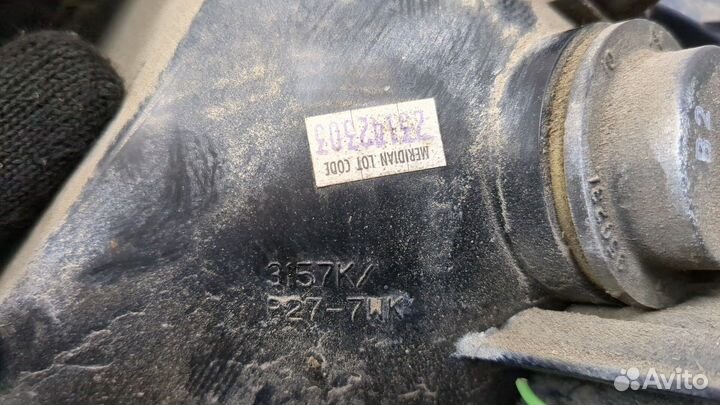 MERIDIAN LOT CODE
3157K/
P27-7WK
B2
Avito